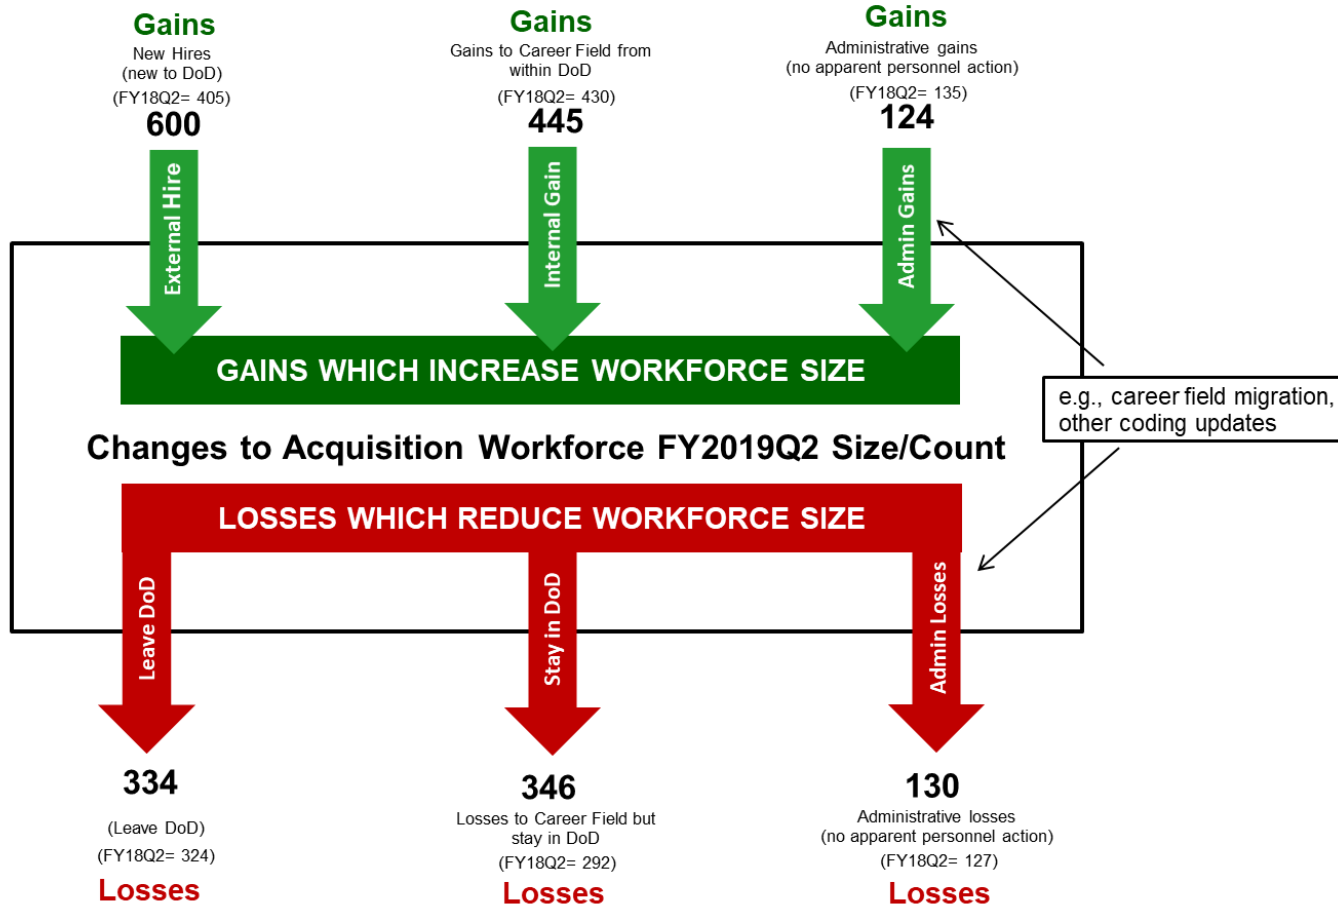 Gains
New Hires
(new to DoD)
(FY18Q2= 405)
600
Gains
Gains to Career Field from
within DoD
(FY18Q2= 430)
445
Gains
Administrative gains
(no apparent personnel action)
(FY18Q2= 135)
124
External Hire
Internal Gain
Admin Gains
GAINS WHICH INCREASE WORKFORCE SIZE
e.g., career field migration,
other coding updates
Changes to Acquisition Workforce FY2019Q2 Size/Count
LOSSES WHICH REDUCE WORKFORCE SIZE
Leave DoD
Stay in DoD
Admin Losses
334
(Leave DoD)
(FY18Q2= 324)
Losses
346
Losses to Career Field but
stay in DoD
(FY18Q2= 292)
Losses
130
Administrative losses
(no apparent personnel action)
(FY18Q2= 127)
Losses